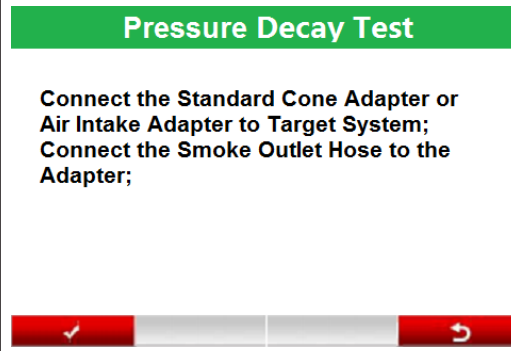 Pressure Decay Test
Connect the Standard Cone Adapter or
Air Intake Adapter to Target System;
Connect the Smoke Outlet Hose to the
Adapter;